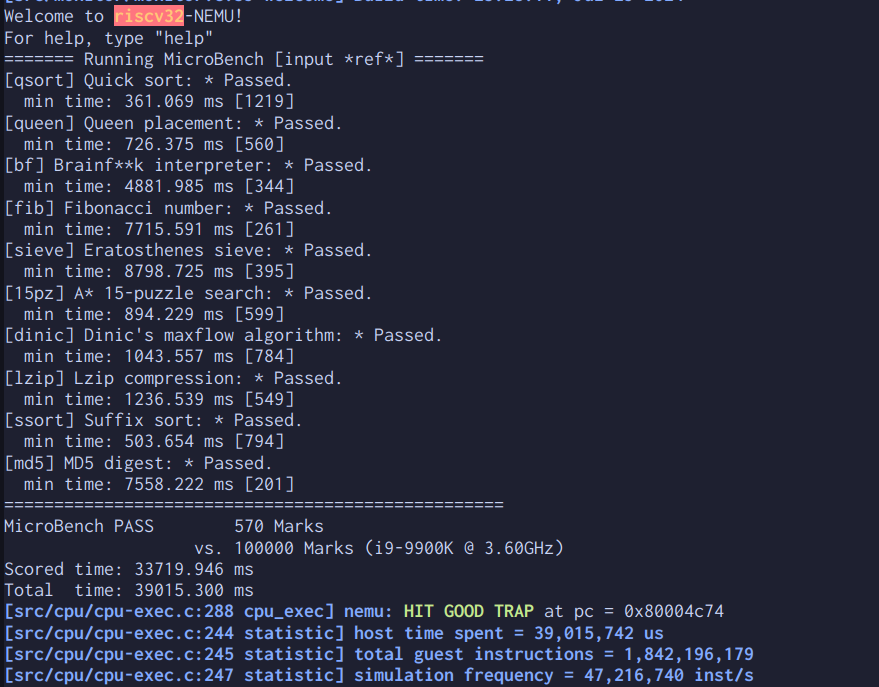 Welcome to riscv32-NEMU!
For help, type "help"
======= Running MicroBench [input *ref*] =======
[qsort] Quick sort: * Passed.
  min time: 361.069 ms [1219]
[queen] Queen placement: * Passed.
  min time: 726.375 ms [560]
[bf] Brainf**k interpreter: * Passed.
  min time: 4881.985 ms [344]
[fib] Fibonacci number: * Passed.
  min time: 7715.591 ms [261]
[sieve] Eratosthenes sieve: * Passed.
  min time: 8798.725 ms [395]
[15pz] A* 15-puzzle search: * Passed.
  min time: 894.229 ms [599]
[dinic] Dinic's maxflow algorithm: * Passed.
  min time: 1043.557 ms [784]
[lzip] Lzip compression: * Passed.
  min time: 1236.539 ms [549]
[ssort] Suffix sort: * Passed.
  min time: 503.654 ms [794]
[md5] MD5 digest: * Passed.
  min time: 7558.222 ms [201]
==================================================
MicroBench PASS        570 Marks
                   vs. 100000 Marks (i9-9900K @ 3.60GHz)
Scored time: 33719.946 ms
Total  time: 39015.300 ms
[src/cpu/cpu-exec.c:288 cpu_exec] nemu: HIT GOOD TRAP at pc = 0x80004c74
[src/cpu/cpu-exec.c:244 statistic] host time spent = 39,015,742 us
[src/cpu/cpu-exec.c:245 statistic] total guest instructions = 1,842,196,179
[src/cpu/cpu-exec.c:247 statistic] simulation frequency = 47,216,740 inst/s